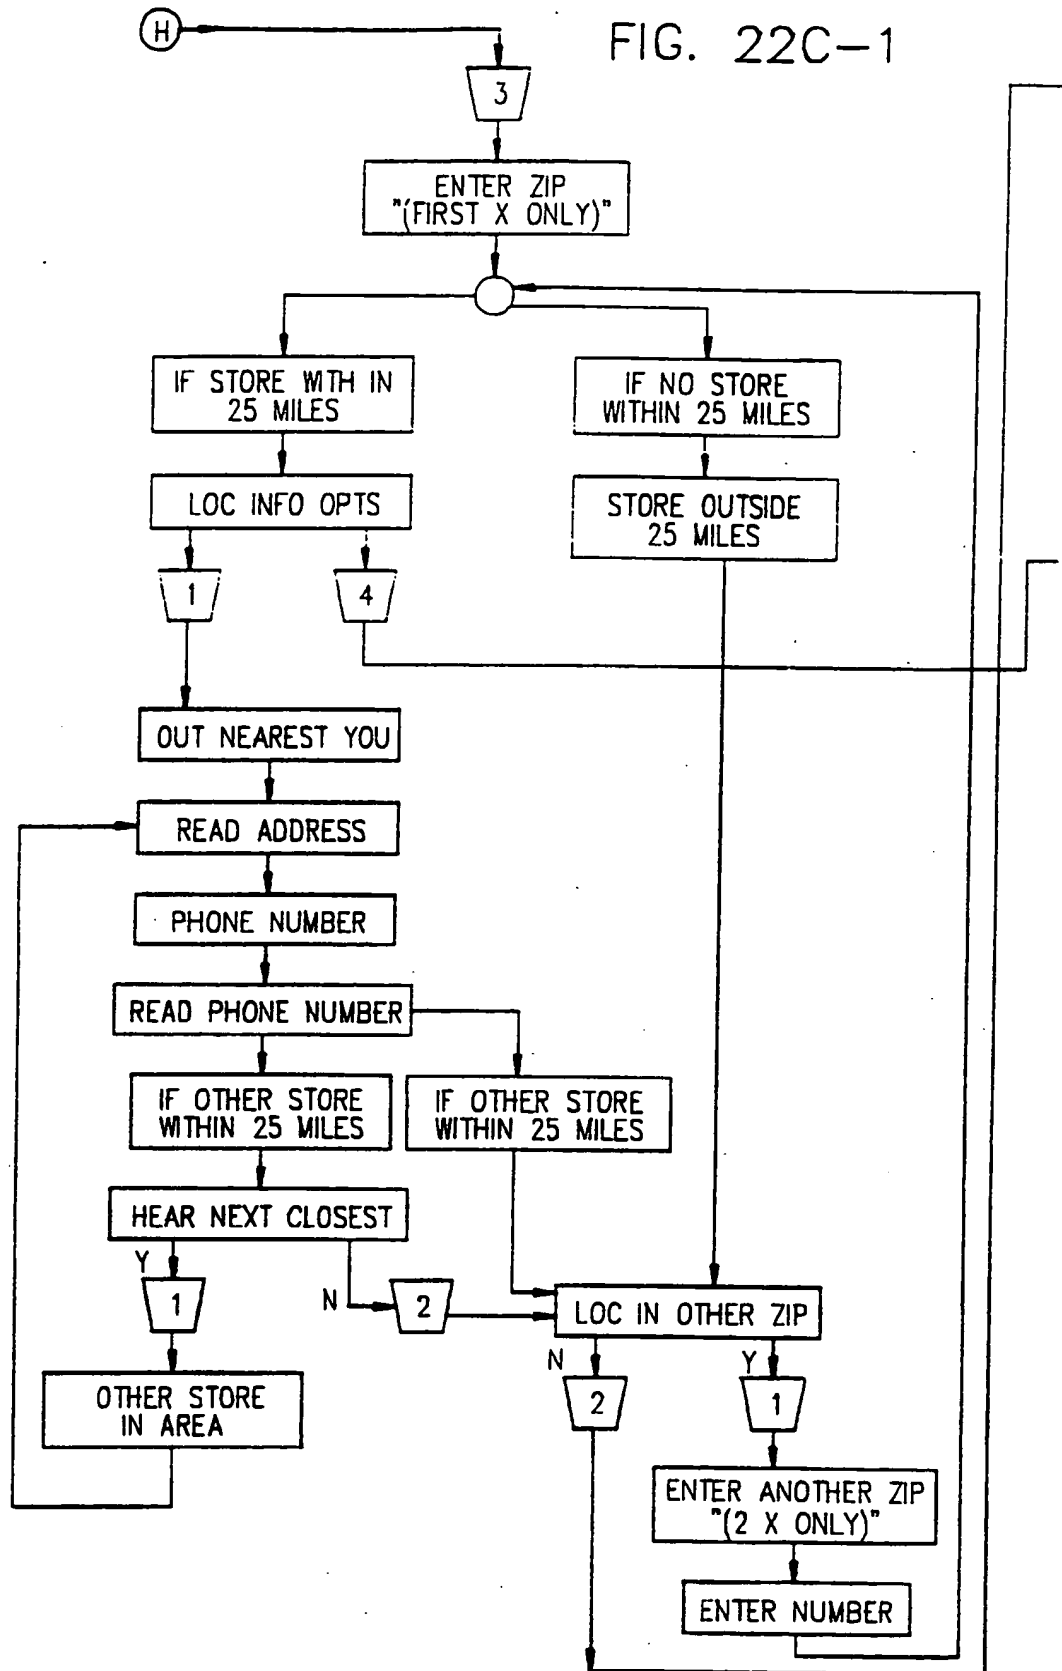 H
FIG. 22C-1
3
ENTER ZIP
"(FIRST X ONLY)"
IF STORE WITH IN
25 MILES
IF NO STORE
WITHIN 25 MILES
LOC INFO OPTS
STORE OUTSIDE
25 MILES
1
4
OUT NEAREST YOU
READ ADDRESS
PHONE NUMBER
READ PHONE NUMBER
IF OTHER STORE
WITHIN 25 MILES
IF OTHER STORE
WITHIN 25 MILES
HEAR NEXT CLOSEST
Y
1
N
2
LOC IN OTHER ZIP
N
2
Y
1
OTHER STORE
IN AREA
ENTER ANOTHER ZIP
"(2 X ONLY)"
ENTER NUMBER